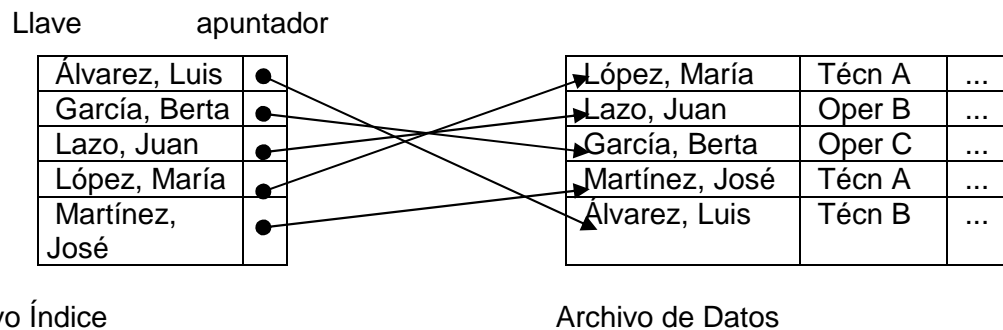 Llave apuntador
Álvarez, Luis
García, Berta
Lazo, Juan
López, María
Martínez,
José
López, María Técn A ...
Lazo, Juan Oper B ...
García, Berta Oper C ...
Martínez, José Técn A ...
Álvarez, Luis Técn B ...
vo Índice Archivo de Datos